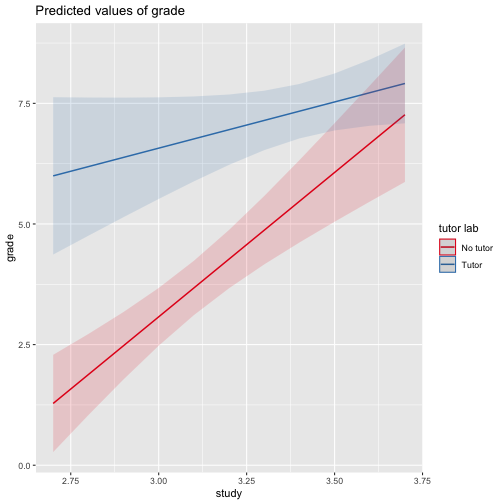 Predicted values of grade
7.5
5.0
2.5
0.0
grade
2.75
3.00
3.25
3.50
3.75
study
tutor lab
No tutor
Tutor